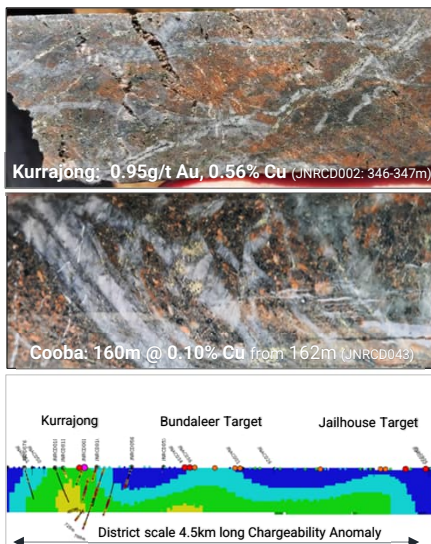 Kurrajong: 0.95g/t Au, 0.56% Cu (JNRCD002: 346-347m)
Cooba: 160m @ 0.10% Cu from 162m (JNRCD043)
Kurrajong Bundaleer Target Jailhouse Target
District scale 4.5km long Chargeability Anomaly